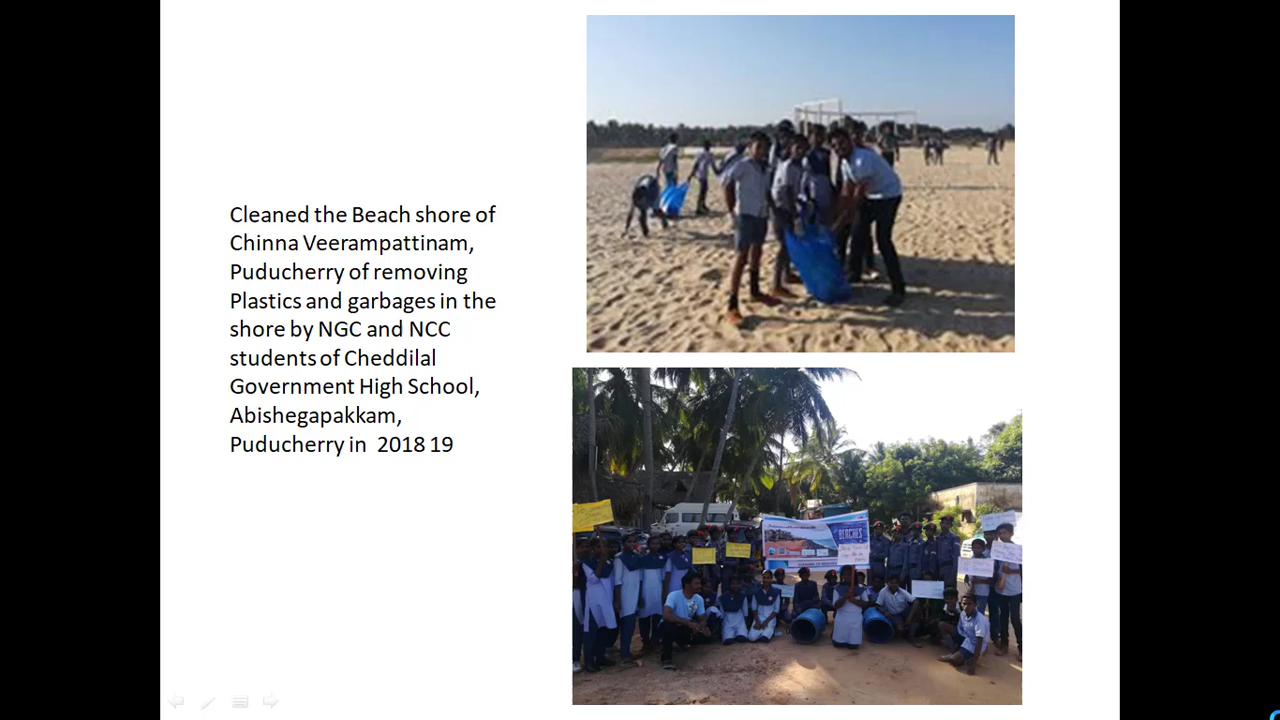 Cleaned the Beach shore of
Chinna Veerampattinam,
Puducherry of removing
Plastics and garbages in the
shore by NGC and NCC
students of Cheddilal
Government High School,
Abishegapakkam,
Puducherry in  2018 19
BEACHES